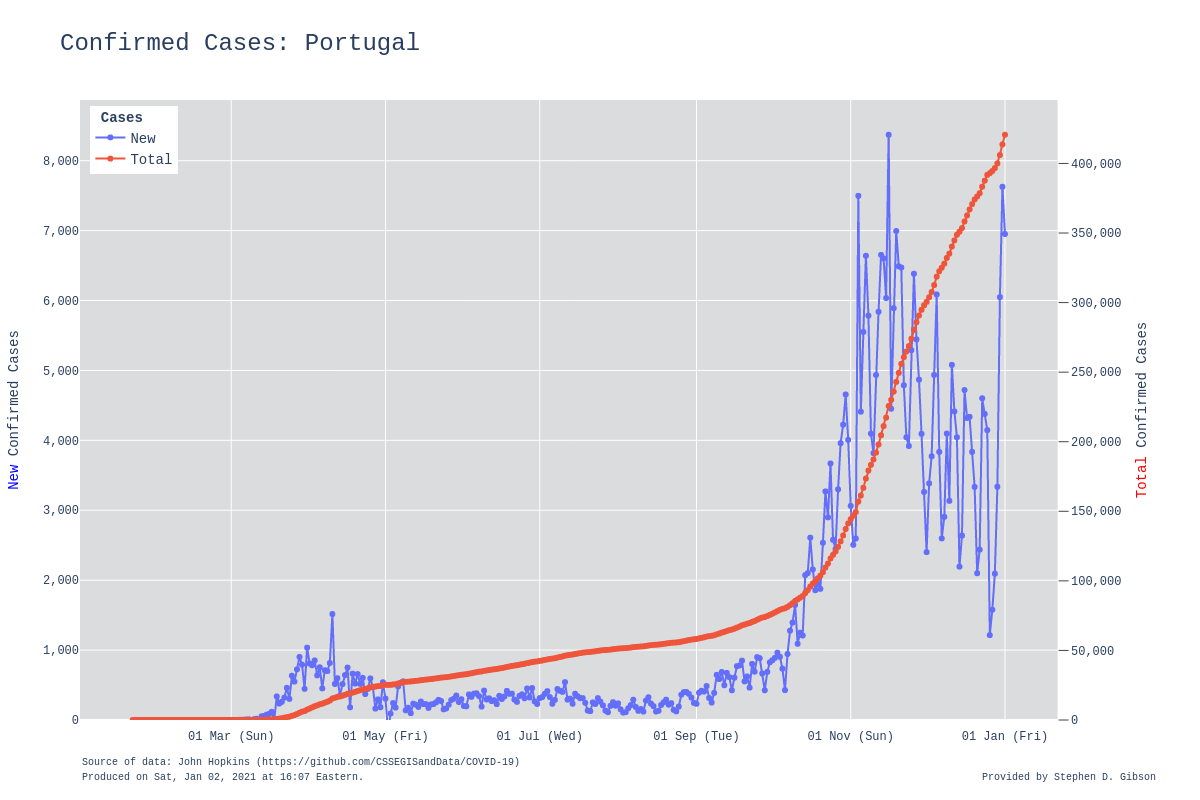 Confirmed Cases: Portugal
Cases
New
Total
8,000
7,000
6,000
5,000
4,000
3,000
2,000
1,000
0
New Confirmed Cases
400,000
350,000
300,000
250,000
200,000
150,000
100,000
50,000
0
Total Confirmed Cases
01 Mar (Sun)
01 May (Fri)
01 Jul (Wed)
01 Sep (Tue)
01 Nov (Sun)
01 Jan (Fri)
Source of data: John Hopkins (https://github.com/CSSEGISandData/COVID-19)
Produced on Sat, Jan 02, 2021 at 16:07 Eastern.
Provided by Stephen D. Gibson